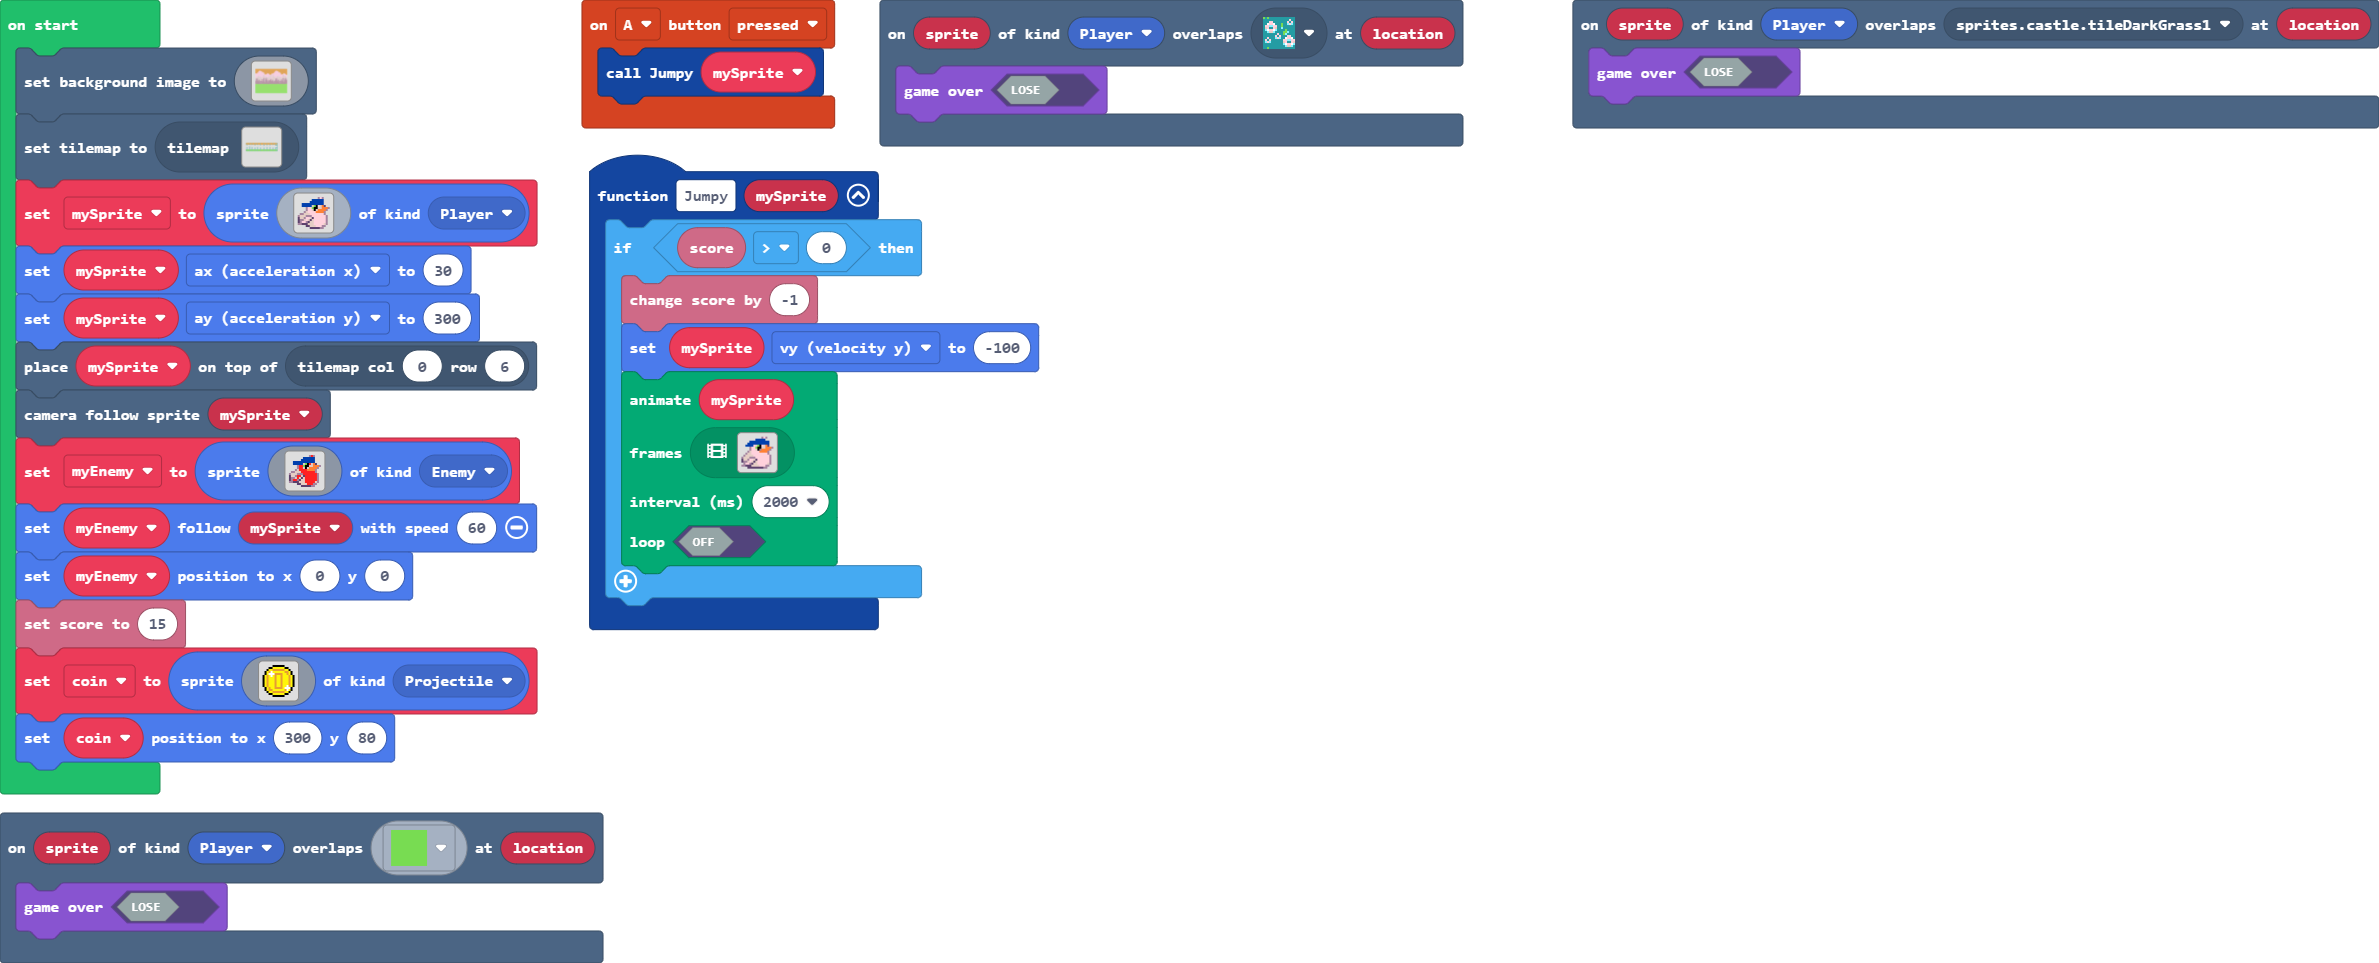 on start
set background image to
set tilemap to tilemap
set mySprite to sprite of kind Player
set mySprite ax (acceleration x) to 30
set mySprite ay (acceleration y) to 300
place mySprite on top of tilemap col 0 row 6
camera follow sprite mySprite
set myEnemy to sprite of kind Enemy
set myEnemy follow mySprite with speed 60
set myEnemy position to x 0 y 0
set score to 15
set coin to sprite of kind Projectile
set coin position to x 300 y 80
on sprite of kind Player overlaps at location
game over LOSE
on A button pressed
call Jumpy mySprite
function Jumpy mySprite
if score > 0 then
change score by -1
set mySprite vy (velocity y) to -100
animate mySprite
frames
interval (ms) 2000
loop OFF
on sprite of kind Player overlaps at location
game over LOSE
on sprite of kind Player overlaps sprites.castle.tileDarkGrass1 at location
game over LOSE